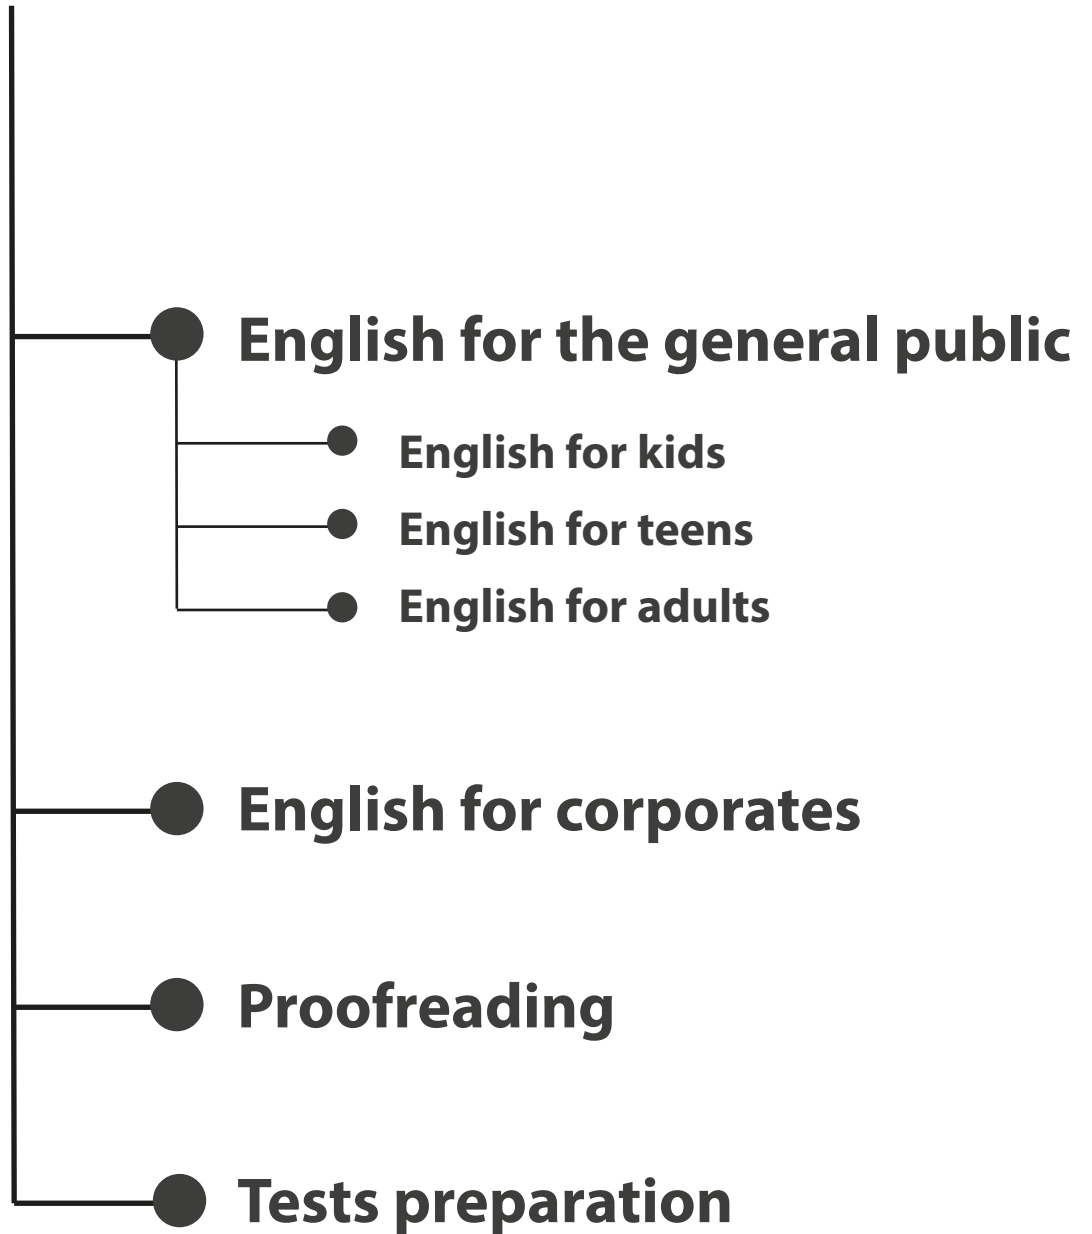 English for the general public
English for kids
English for teens
English for adults
English for corporates
Proofreading
Tests preparation